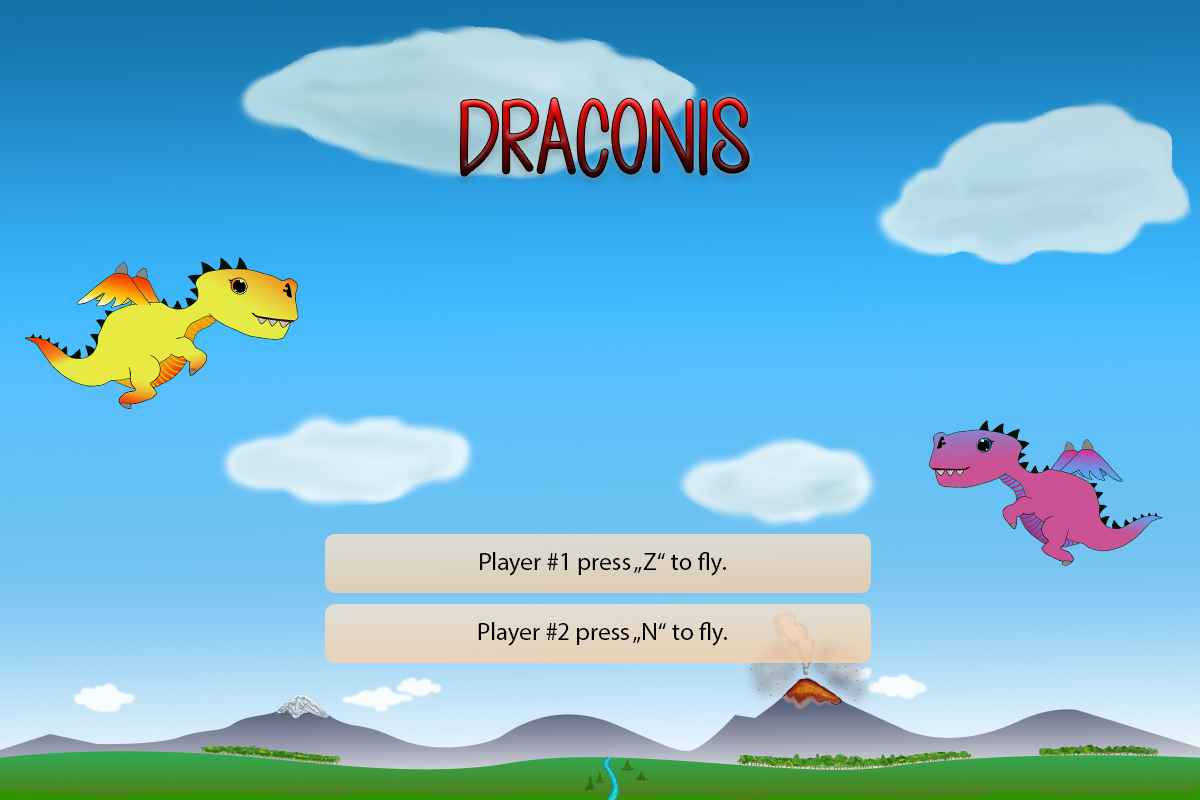 DRACONIS
Player #1 press „Z“ to fly.
Player #2 press „N“ to fly.